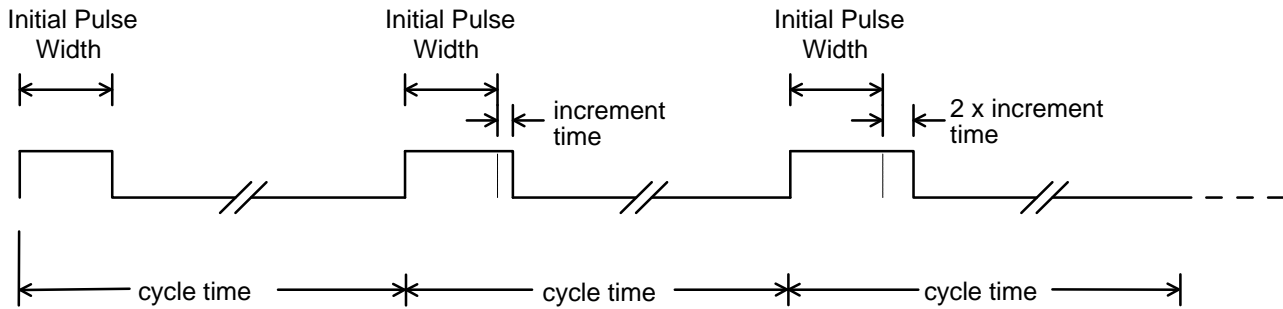 Initial Pulse
Width
Initial Pulse
Width
Initial Pulse
Width
increment
time
2 x increment
time
cycle time
cycle time
cycle time